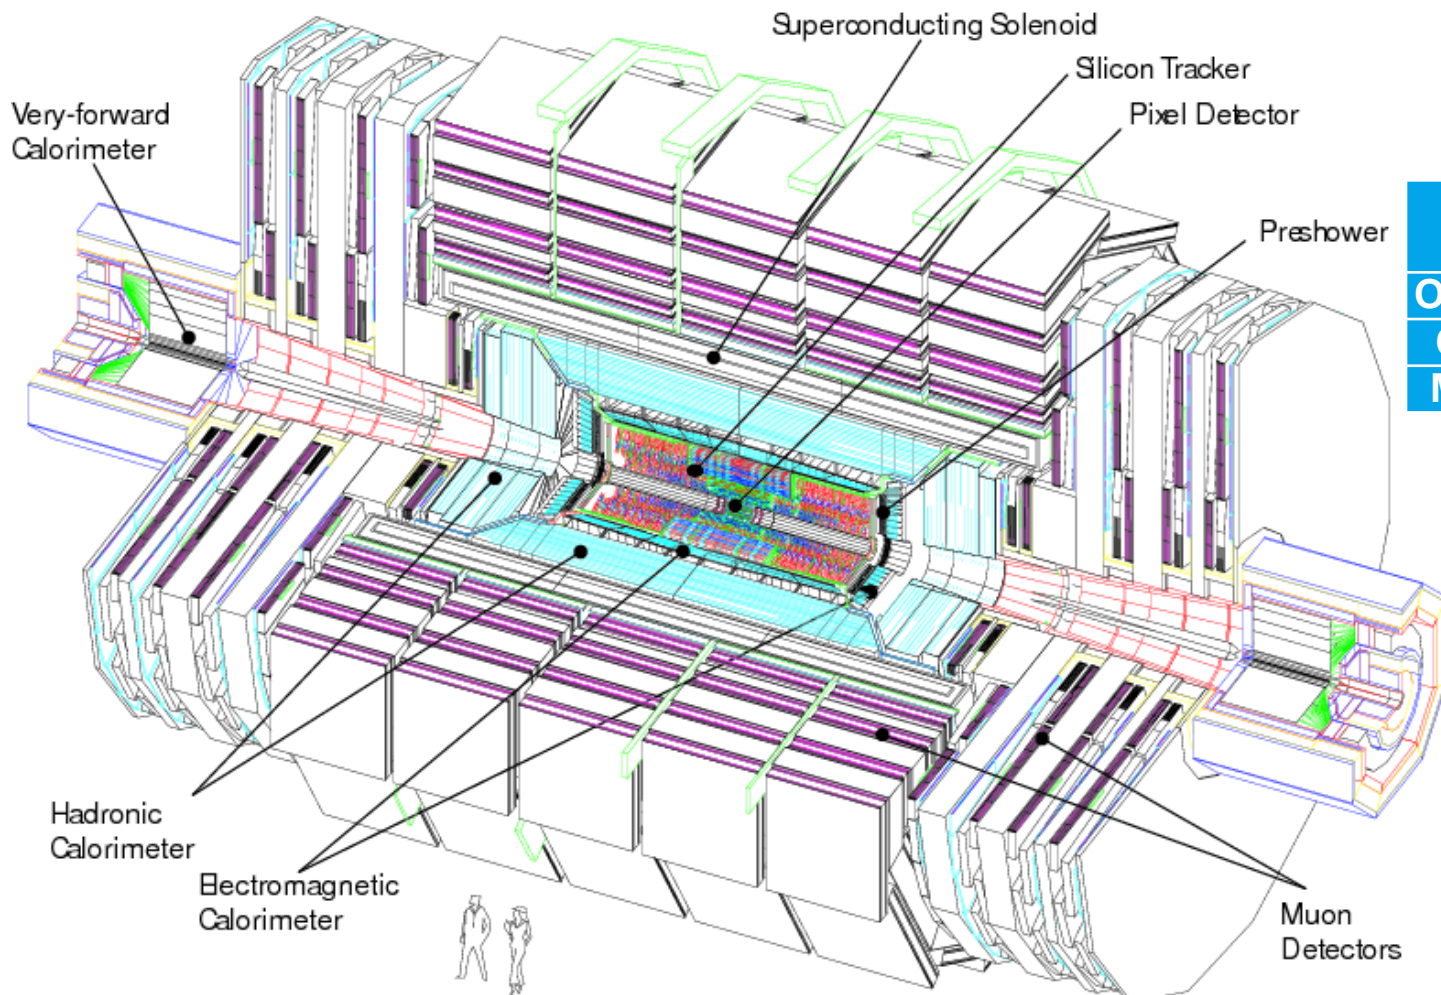 Superconducting Solenoid
Silicon Tracker
Pixel Detector
Very-forward
Calorimeter
Preshower
Hadronic
Calorimeter
Electromagnetic
Calorimeter
Muon
Detectors